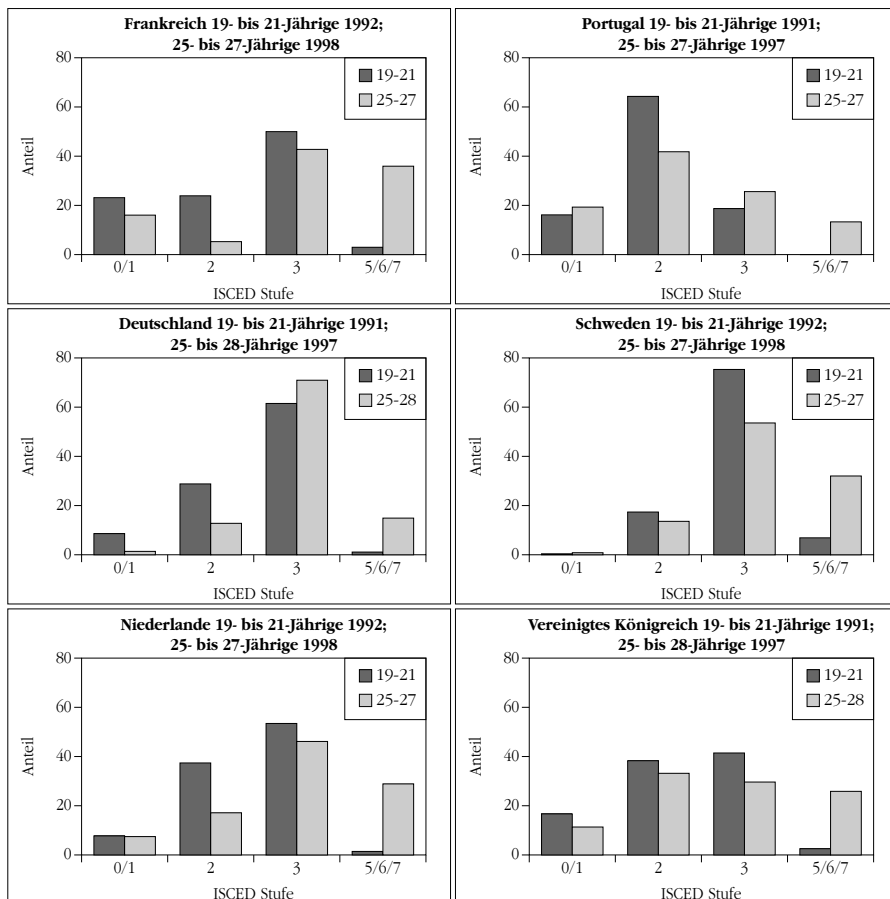 Frankreich 19- bis 21-Jährige 1992;
25- bis 27-Jährige 1998
80
60
40
20
0
Anteil
19-21
25-27
0/1 2 3 5/6/7
ISCED Stufe
Portugal 19- bis 21-Jährige 1991;
25- bis 27-Jährige 1997
80
60
40
20
0
Anteil
19-21
25-27
0/1 2 3 5/6/7
ISCED Stufe
Deutschland 19- bis 21-Jährige 1991;
25- bis 28-Jährige 1997
80
60
40
20
0
Anteil
19-21
25-28
0/1 2 3 5/6/7
ISCED Stufe
Schweden 19- bis 21-Jährige 1992;
25- bis 27-Jährige 1998
80
60
40
20
0
Anteil
19-21
25-27
0/1 2 3 5/6/7
ISCED Stufe
Niederlande 19- bis 21-Jährige 1992;
25- bis 27-Jährige 1998
80
60
40
20
0
Anteil
19-21
25-27
0/1 2 3 5/6/7
ISCED Stufe
Vereinigtes Königreich 19- bis 21-Jährige 1991;
25- bis 28-Jährige 1997
80
60
40
20
0
Anteil
19-21
25-28
0/1 2 3 5/6/7
ISCED Stufe